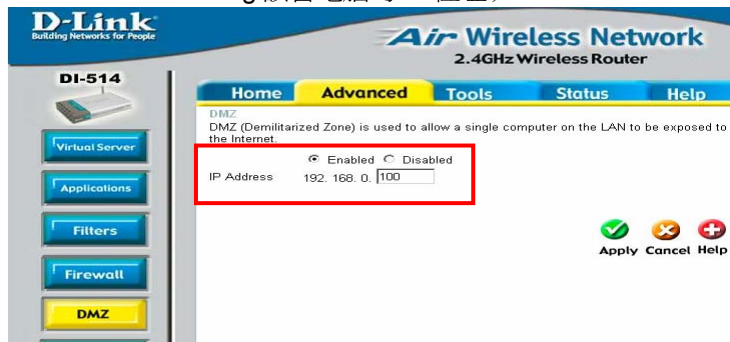 D-Link
Building Networks for People
Air Wireless Network
2.4GHz Wireless Router
DI-514
Home Advanced Tools Status Help
DMZ
DMZ (Demilitarized Zone) is used to allow a single computer on the LAN to be exposed to
the Internet.
Enabled Disabled
IP Address 192. 168. 0. 100
Virtual Server
Applications
Filters
Firewall
DMZ
Apply Cancel Help